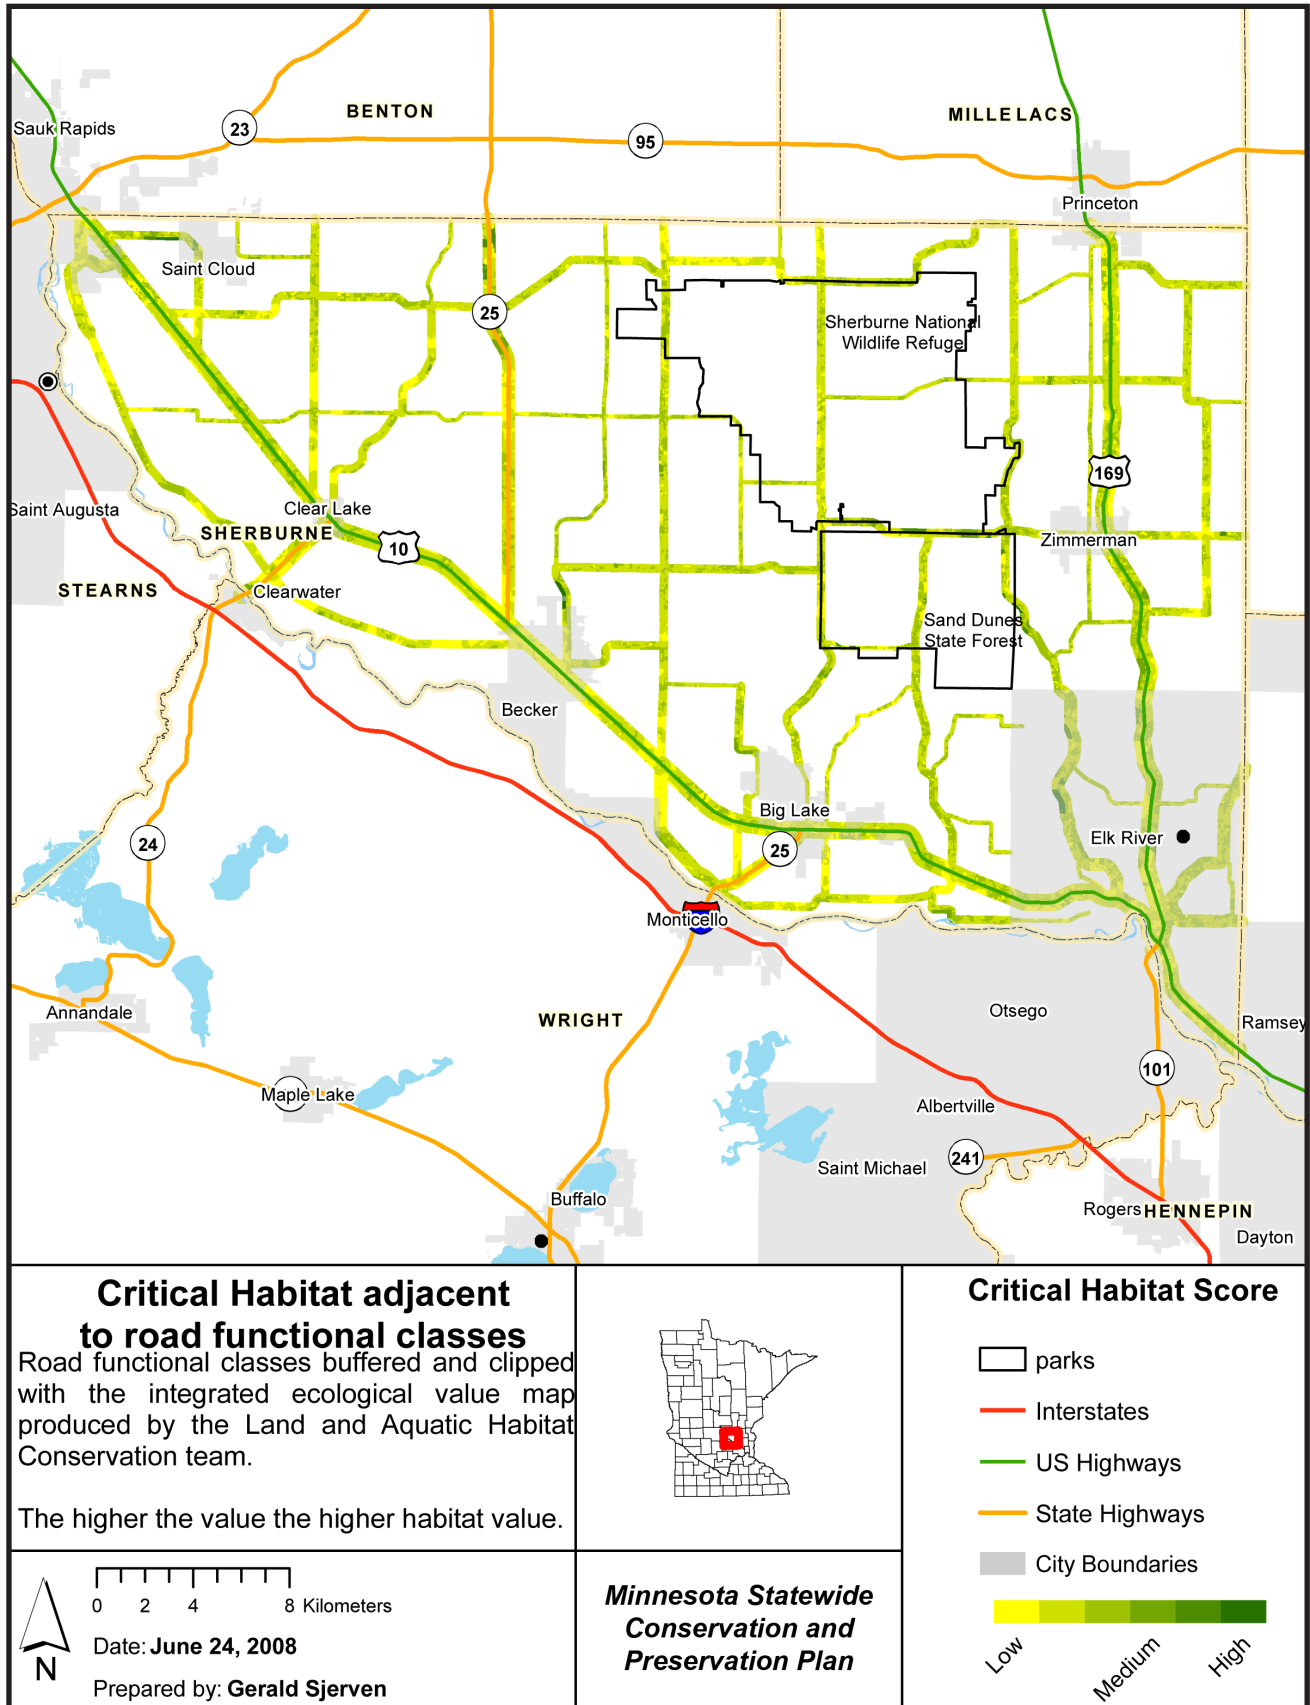 BENTON
MILLE LACS
Sauk Rapids
23
95
Princeton
Saint Cloud
25
Sherburne National
Wildlife Refuge
169
Saint Augusta
Clear Lake
SHERBURNE
10
Zimmerman
STEARNS
Clearwater
Sand Dunes
State Forest
Becker
Big Lake
24
25
Elk River
Monticello
Annandale
WRIGHT
Otsego
Ramsey
101
Maple Lake
Albertville
241
Saint Michael
Buffalo
Rogers
HENNEPIN
Dayton
Critical Habitat adjacent
to road functional classes
Road functional classes buffered and clipped
with the integrated ecological value map
produced by the Land and Aquatic Habitat
Conservation team.
The higher the value the higher habitat value.
0 2 4 8 Kilometers
N
Date: June 24, 2008
Prepared by: Gerald Sjerven
Minnesota Statewide
Conservation and
Preservation Plan
Critical Habitat Score
parks
Interstates
US Highways
State Highways
City Boundaries
Low
Medium
High